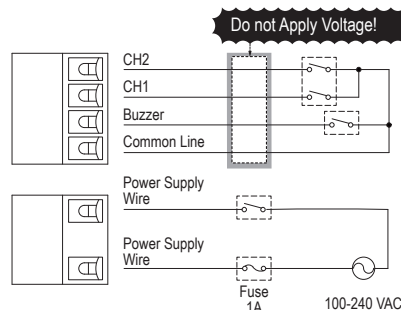 Do not Apply Voltage!
CH2
CH1
Buzzer
Common Line
Power Supply
Wire
Power Supply
Wire
Fuse
1A
100-240 VAC